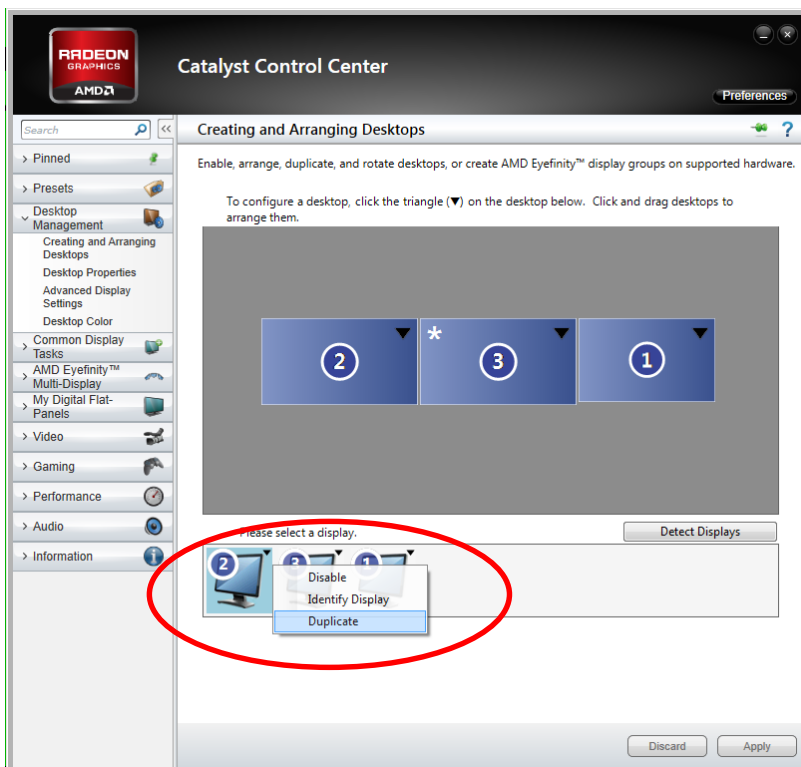 RADEON
GRAPHICS
AMD
Catalyst Control Center
Preferences
Search
<<
Creating and Arranging Desktops
?
> Pinned
> Presets
Desktop
Management
Creating and Arranging
Desktops
Desktop Properties
Advanced Display
Settings
Desktop Color
> Common Display
Tasks
> AMD Eyefinity™
Multi-Display
> My Digital Flat-
Panels
> Video
> Gaming
> Performance
> Audio
> Information
Enable, arrange, duplicate, and rotate desktops, or create AMD Eyefinity™ display groups on supported hardware.
To configure a desktop, click the triangle (▼) on the desktop below. Click and drag desktops to
arrange them.
2
* 3
1
Please select a display.
Detect Displays
2 3 1
Disable
Identify Display
Duplicate
Discard
Apply